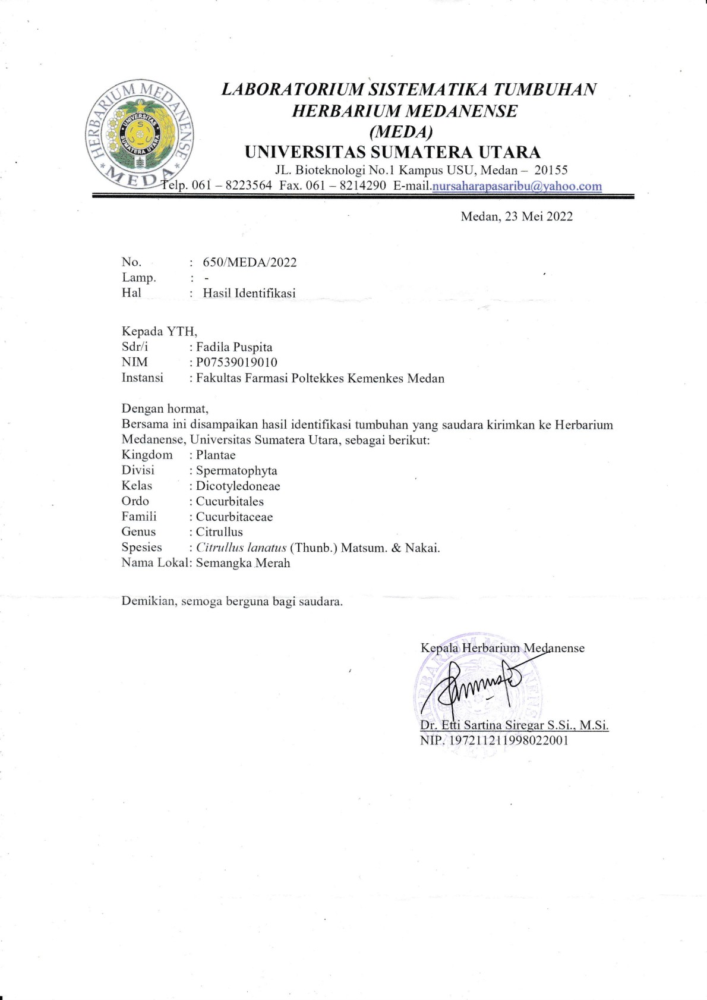 HERBARIUM MEDANENSE
* MEDA *
UNIVERSITAS
SUMATERA UTARA
LABORATORIUM SISTEMATIKA TUMBUHAN
HERBARIUM MEDANENSE
(MEDA)
UNIVERSITAS SUMATERA UTARA
JL. Bioteknologi No.1 Kampus USU, Medan – 20155
Telp. 061 – 8223564 Fax. 061 – 8214290 E-mail.nursaharapasaribu@yahoo.com
Medan, 23 Mei 2022
No. : 650/MEDA/2022
Lamp. : -
Hal : Hasil Identifikasi
Kepada YTH,
Sdr/i : Fadila Puspita
NIM : P07539019010
Instansi : Fakultas Farmasi Poltekkes Kemenkes Medan
Dengan hormat,
Bersama ini disampaikan hasil identifikasi tumbuhan yang saudara kirimkan ke Herbarium
Medanense, Universitas Sumatera Utara, sebagai berikut:
Kingdom : Plantae
Divisi : Spermatophyta
Kelas : Dicotyledoneae
Ordo : Cucurbitales
Famili : Cucurbitaceae
Genus : Citrullus
Spesies : Citrullus lanatus (Thunb.) Matsum. & Nakai.
Nama Lokal: Semangka Merah
Demikian, semoga berguna bagi saudara.
Kepala Herbarium Medanense
Dr. Etti Sartina Siregar S.Si., M.Si.
NIP. 197211211998022001